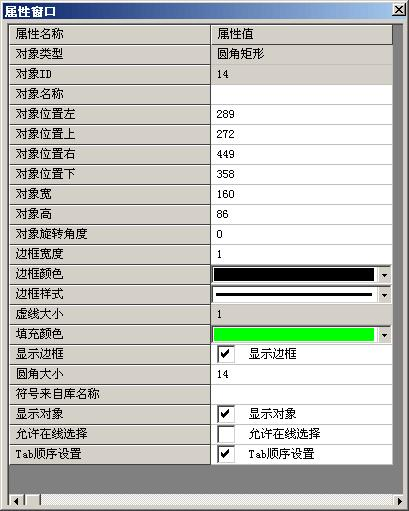 属性窗口
属性名称 属性值
对象类型 圆角矩形
对象ID 14
对象名称
对象位置左 289
对象位置上 272
对象位置右 449
对象位置下 358
对象宽 160
对象高 86
对象旋转角度 0
边框宽度 1
边框颜色
边框样式
虚线大小 1
填充颜色
显示边框 显示边框
圆角大小 14
符号来自库名称
显示对象 显示对象
允许在线选择 允许在线选择
Tab顺序设置 Tab顺序设置